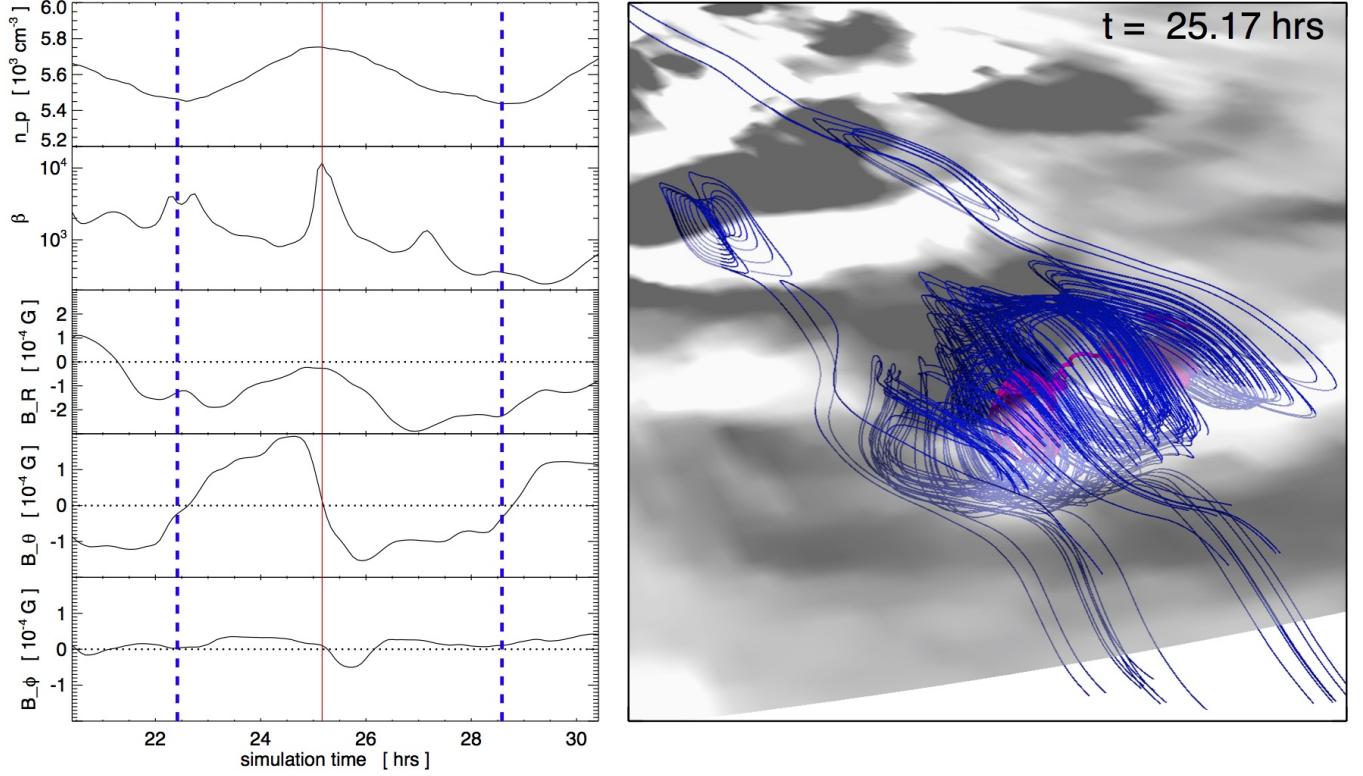 t = 25.17 hrs
6.0
5.8
5.6
5.4
5.2
n_p [ 10³ cm⁻³ ]
10⁴
10³
β
2
1
0
-1
-2
B_R [ 10⁻⁴ G ]
1
0
-1
B_θ [ 10⁻⁴ G ]
1
0
-1
B_ϕ [ 10⁻⁴ G ]
22 24 26 28 30
simulation time [ hrs ]